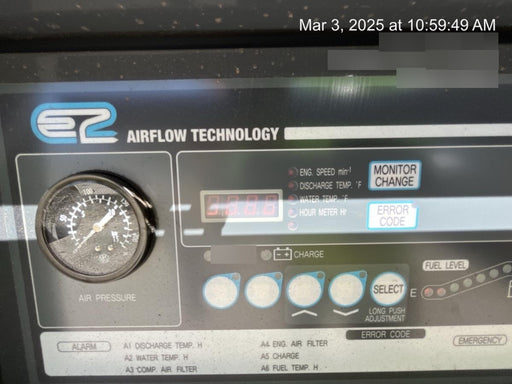 Mar 3, 2025 at 10:59:49 AM
E2
AIRFLOW TECHNOLOGY
ENG. SPEED min⁻¹
DISCHARGE TEMP. °F
WATER TEMP. °F
HOUR METER Hr
MONITOR
CHANGE
ERROR
CODE
100
AIR PRESSURE
- + CHARGE
SELECT
LONG PUSH
ADJUSTMENT
FUEL LEVEL
E
ERROR CODE
ALARM
A1 DISCHARGE TEMP. H
A2 WATER TEMP. H
A3 COMP. AIR FILTER
A4 ENG. AIR FILTER
A5 CHARGE
A6 FUEL TEMP. H
EMERGENCY